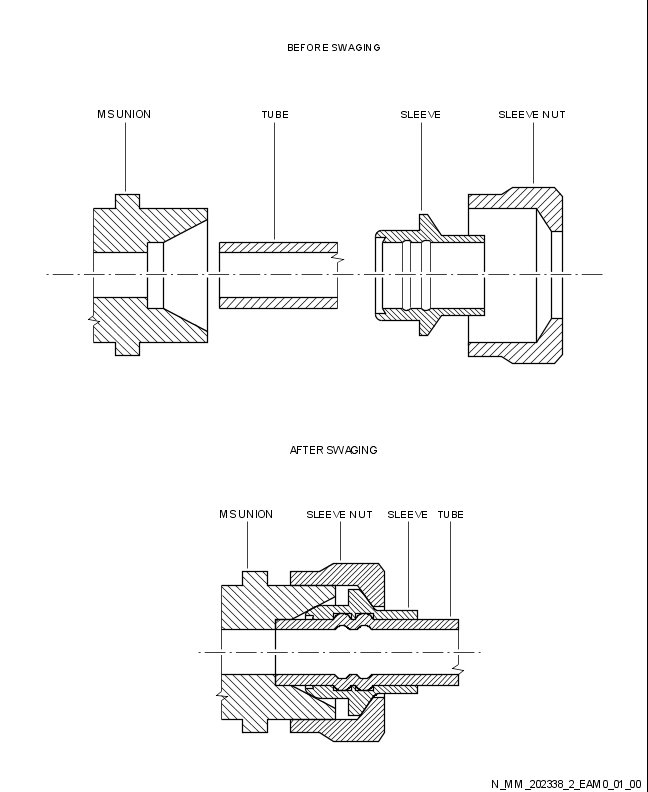 BEFORE SWAGING
MS UNION TUBE SLEEVE SLEEVE NUT
AFTER SWAGING
MS UNION SLEEVE NUT SLEEVE TUBE
N_MM_202338_2_EAM0_01_00